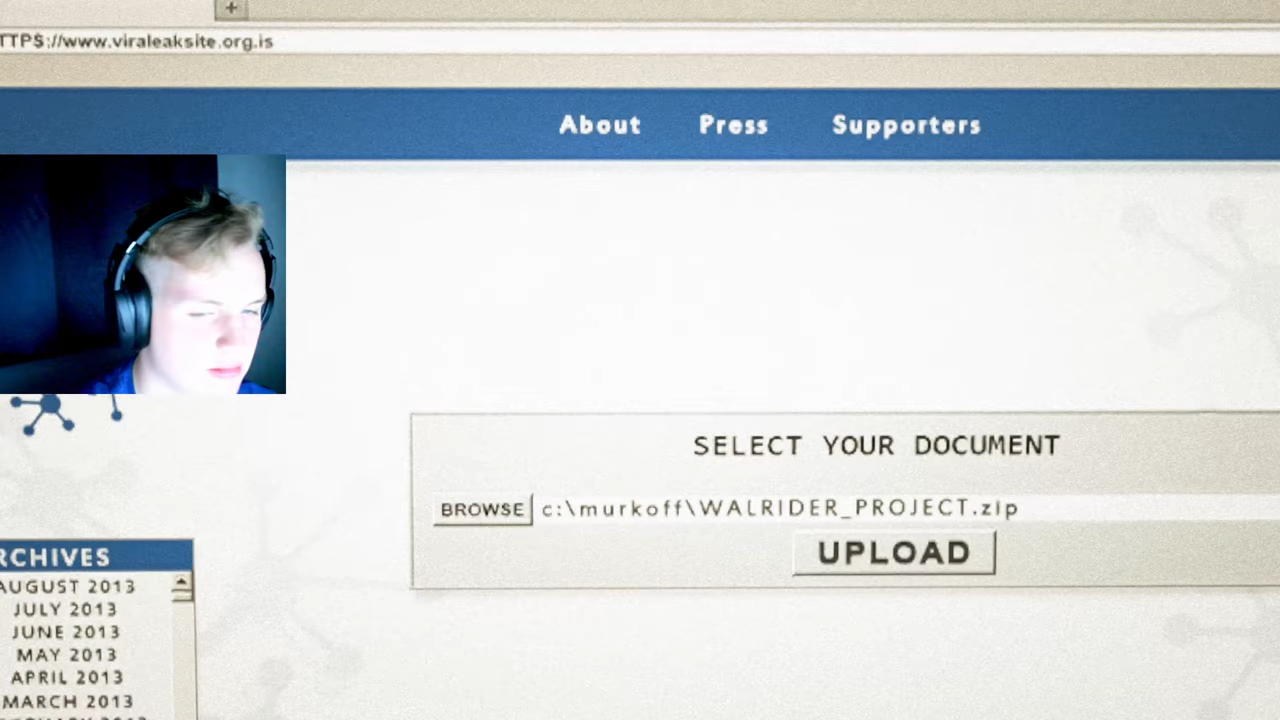 +
TTPS://www.viraleaksite.org.is
About Press Supporters
SELECT YOUR DOCUMENT
BROWSE c:\murkoff\WALRIDER_PROJECT.zip
UPLOAD
RCHIVES
AUGUST 2013
JULY 2013
JUNE 2013
MAY 2013
APRIL 2013
MARCH 2013